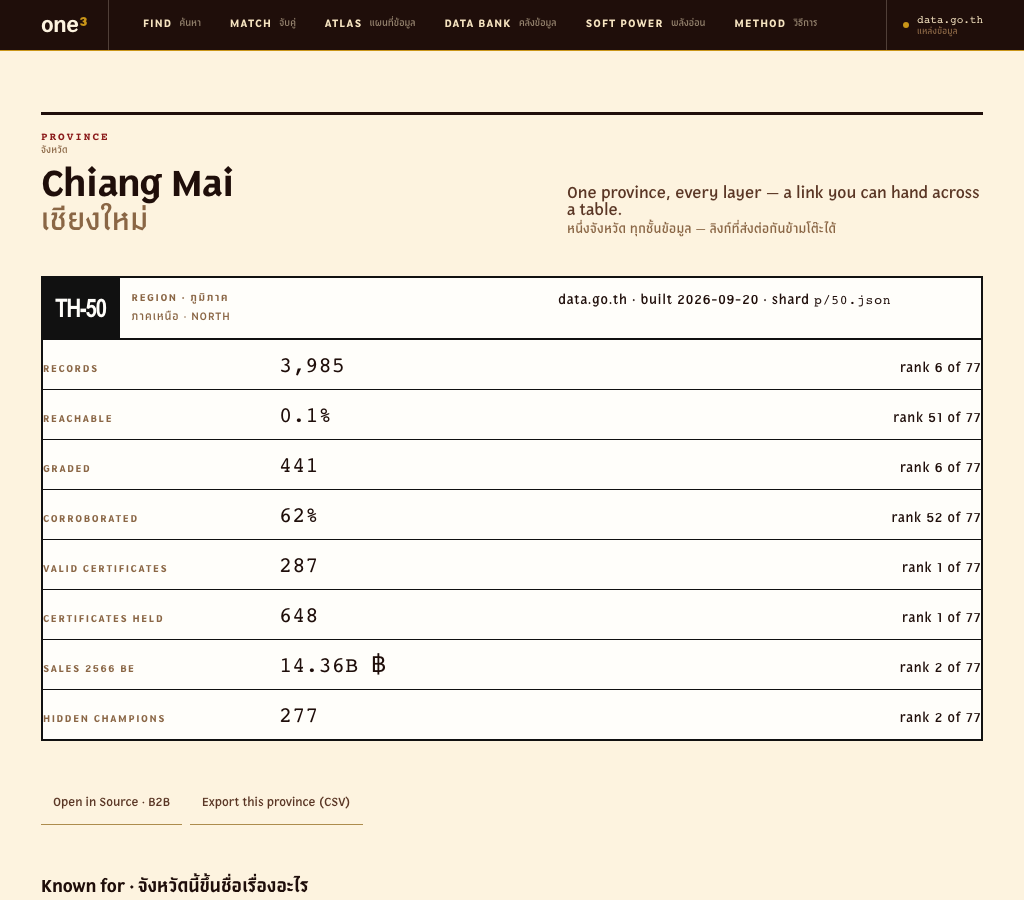 one³
FIND ค้นหา
MATCH จับคู่
ATLAS แผนที่ข้อมูล
DATA BANK คลังข้อมูล
SOFT POWER พลังอ่อน
METHOD วิธีการ
data.go.th
แหล่งข้อมูล
PROVINCE
จังหวัด
Chiang Mai
เชียงใหม่
One province, every layer — a link you can hand across
a table.
หนึ่งจังหวัด ทุกชั้นข้อมูล — ลิงก์ที่ส่งต่อกันข้ามโต๊ะได้
TH-50
REGION · ภูมิภาค
ภาคเหนือ · NORTH
data.go.th · built 2026-09-20 · shard p/50.json
RECORDS 3,985 rank 6 of 77
REACHABLE 0.1% rank 51 of 77
GRADED 441 rank 6 of 77
CORROBORATED 62% rank 52 of 77
VALID CERTIFICATES 287 rank 1 of 77
CERTIFICATES HELD 648 rank 1 of 77
SALES 2566 BE 14.36B ฿ rank 2 of 77
HIDDEN CHAMPIONS 277 rank 2 of 77
Open in Source · B2B
Export this province (CSV)
Known for · จังหวัดนี้ขึ้นชื่อเรื่องอะไร